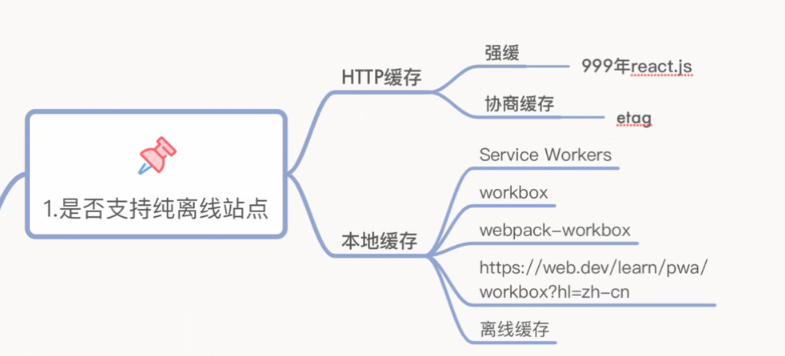 1.是否支持纯离线站点
HTTP缓存
强缓
999年react.js
协商缓存
etag
本地缓存
Service Workers
workbox
webpack-workbox
https://web.dev/learn/pwa/
workbox?hl=zh-cn
离线缓存